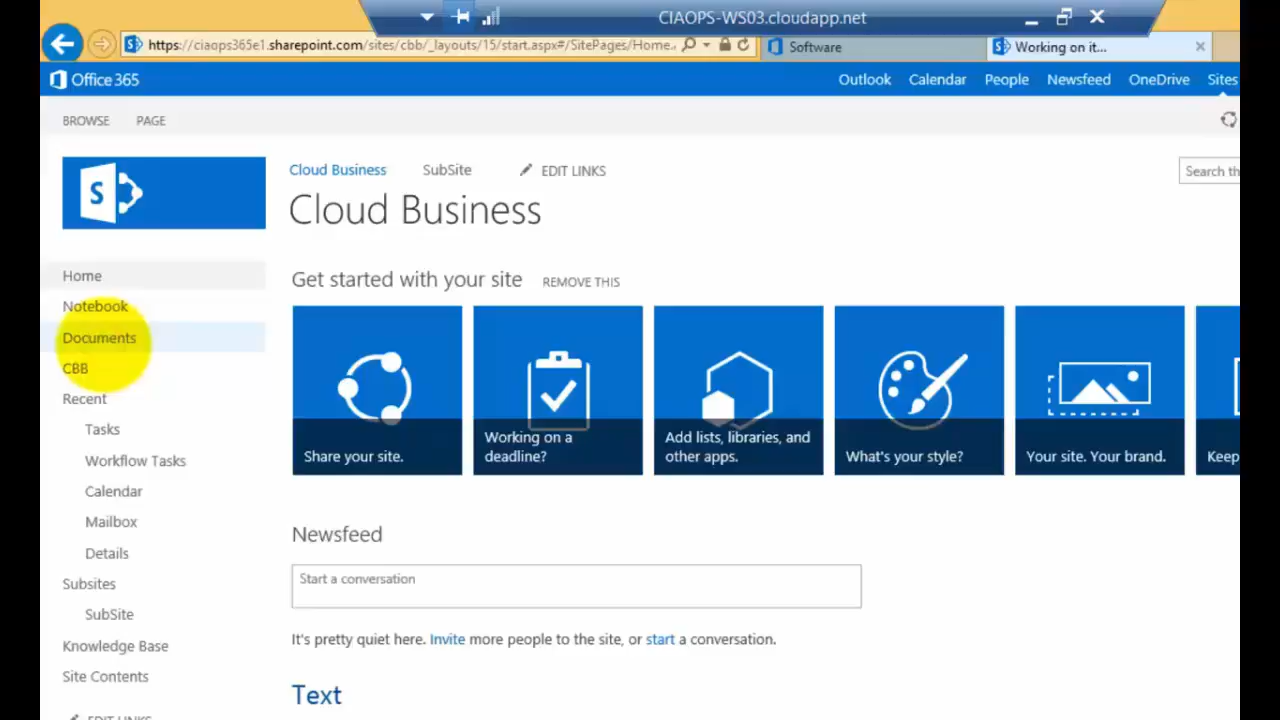 CIAOPS-WS03.cloudapp.net
https://ciaops365e1.sharepoint.com/sites/cbb/_layouts/15/start.aspx#/SitePages/Home.
Software
Working on it...
Office 365
Outlook
Calendar
People
Newsfeed
OneDrive
Sites
BROWSE
PAGE
S
Cloud Business
SubSite
EDIT LINKS
Search th
Cloud Business
Home
Notebook
Documents
CBB
Recent
Tasks
Workflow Tasks
Calendar
Mailbox
Details
Subsites
SubSite
Knowledge Base
Site Contents
EDIT LINKS
Get started with your site
REMOVE THIS
Share your site.
Working on a
deadline?
Add lists, libraries, and
other apps.
What's your style?
Your site. Your brand.
Keep
Newsfeed
Start a conversation
It's pretty quiet here. Invite more people to the site, or start a conversation.
Text